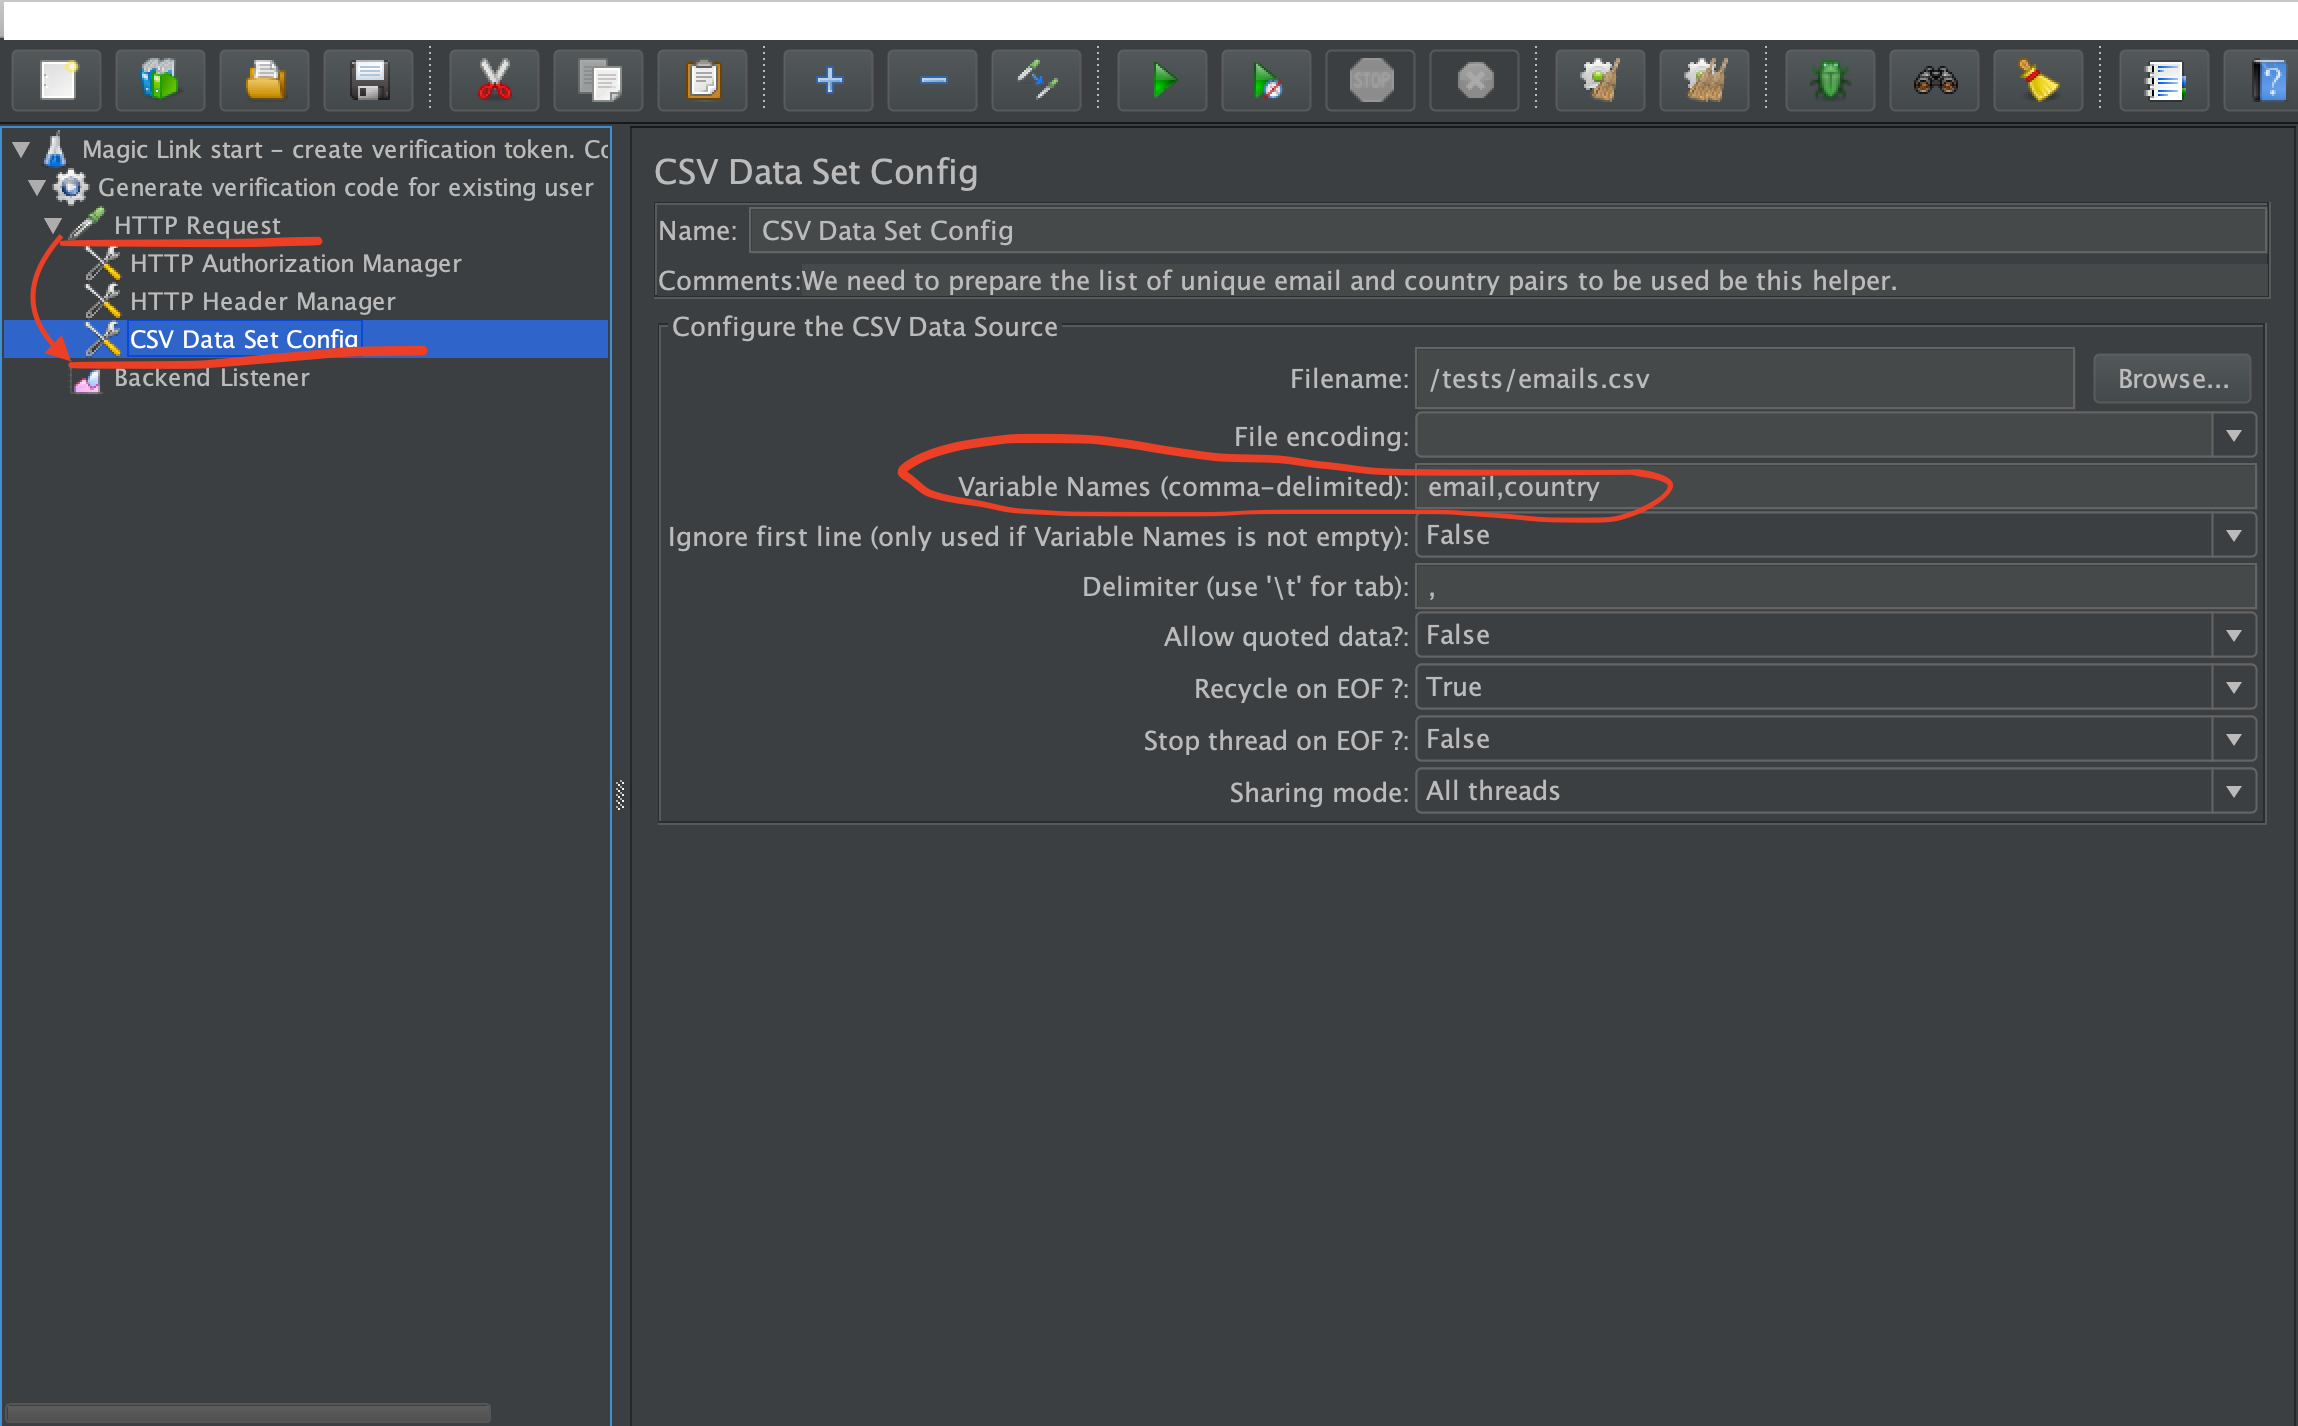 STOP
?
Magic Link start – create verification token. Co
Generate verification code for existing user
HTTP Request
HTTP Authorization Manager
HTTP Header Manager
CSV Data Set Config
Backend Listener
CSV Data Set Config
Name: CSV Data Set Config
Comments:We need to prepare the list of unique email and country pairs to be used be this helper.
Configure the CSV Data Source
Filename: /tests/emails.csv Browse...
File encoding:
Variable Names (comma-delimited): email,country
Ignore first line (only used if Variable Names is not empty): False
Delimiter (use '\t' for tab): ,
Allow quoted data?: False
Recycle on EOF ?: True
Stop thread on EOF ?: False
Sharing mode: All threads